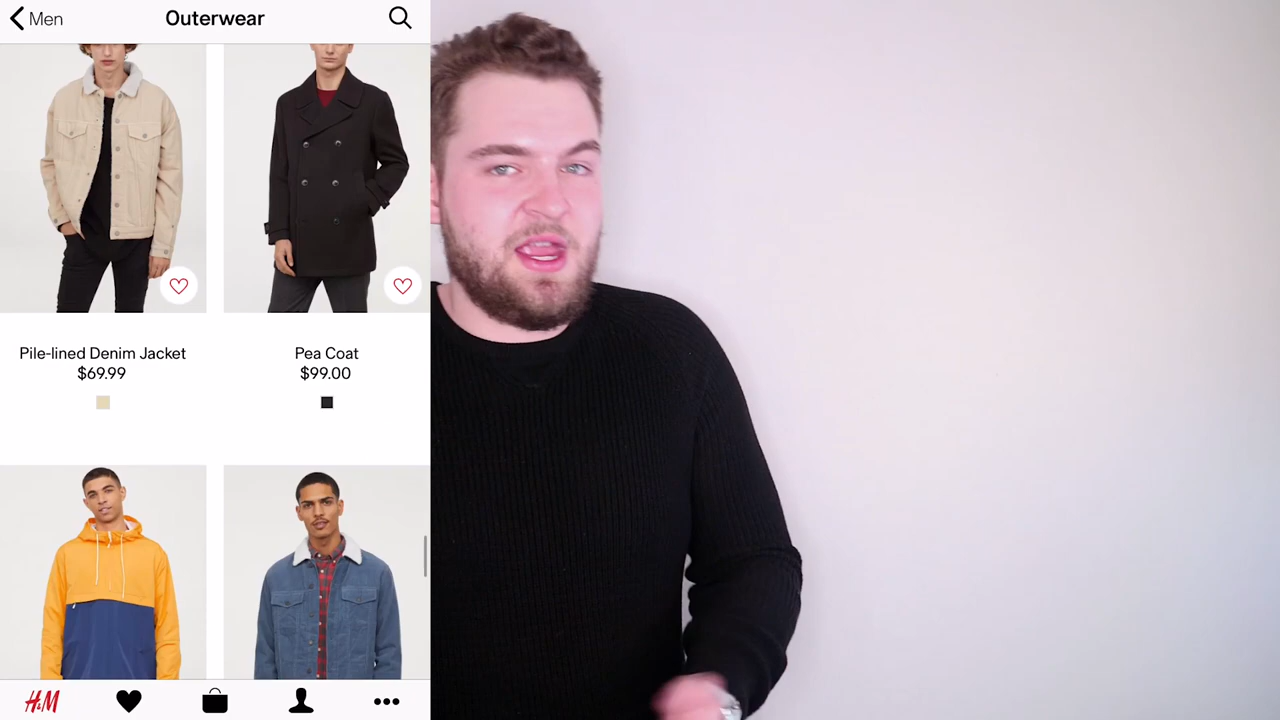 Men
Outerwear
Pile-lined Denim Jacket
$69.99
Pea Coat
$99.00
H&M